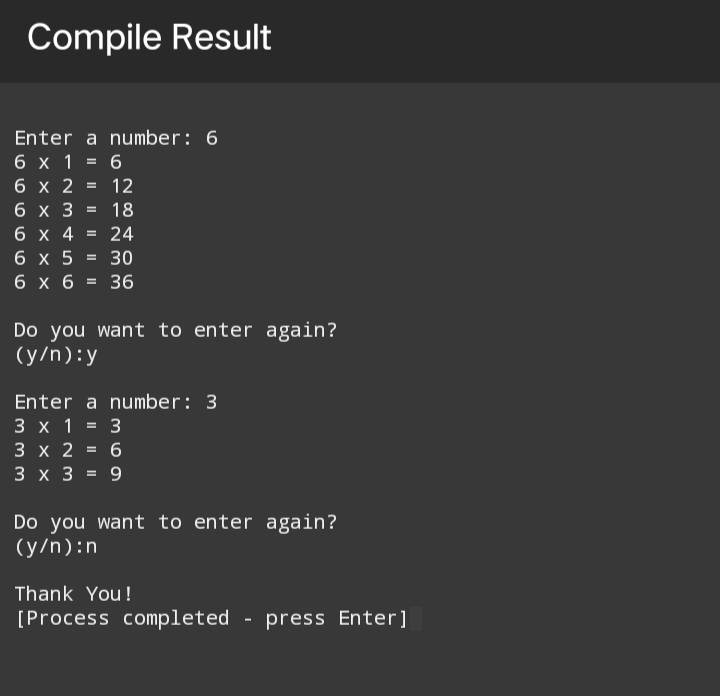 Compile Result
Enter a number: 6
6 x 1 = 6
6 x 2 = 12
6 x 3 = 18
6 x 4 = 24
6 x 5 = 30
6 x 6 = 36
Do you want to enter again?
(y/n):y
Enter a number: 3
3 x 1 = 3
3 x 2 = 6
3 x 3 = 9
Do you want to enter again?
(y/n):n
Thank You!
[Process completed - press Enter]